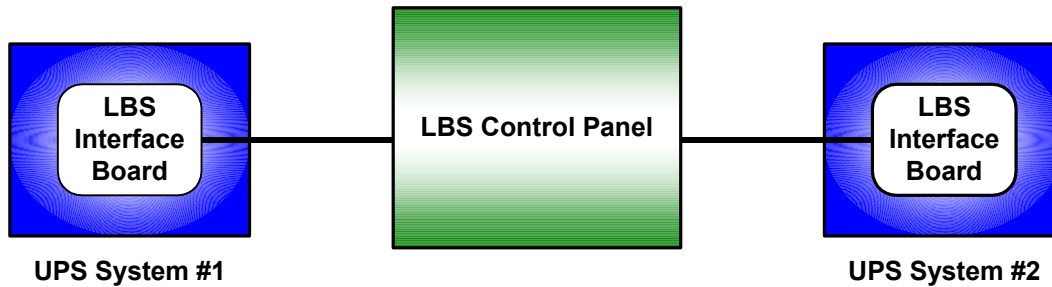 LBS
Interface
Board
LBS Control Panel
LBS
Interface
Board
UPS System #1
UPS System #2